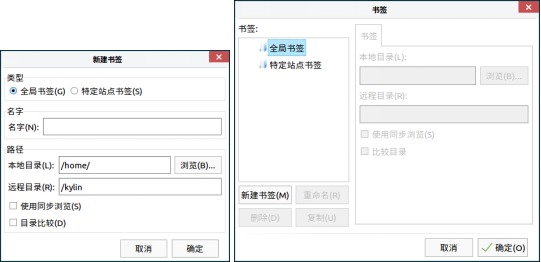 新建书签
类型
全局书签(G) 特定站点书签(S)
名字
名字(N):
路径
本地目录(L): /home/ 浏览(B)...
远程目录(R): /kylin
使用同步浏览(S)
目录比较(D)
取消 确定
书签
书签:
全局书签
特定站点书签
新建书签(M) 重命名(R)
删除(D) 复制(U)
书签
本地目录(L):
浏览(B)...
远程目录(R):
使用同步浏览(S)
比较目录
取消 确定(O)